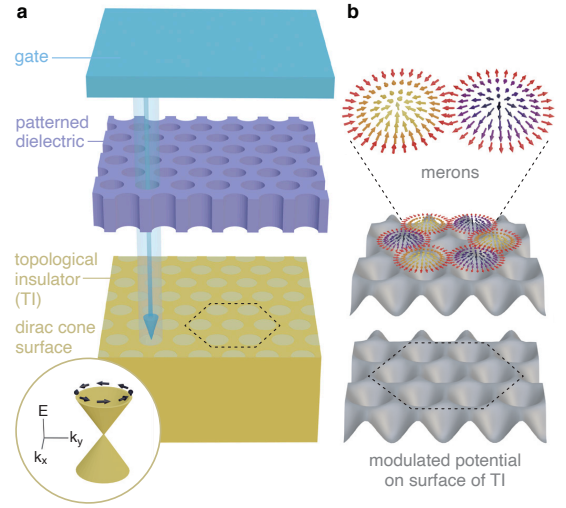 a
gate
patterned
dielectric
topological
insulator
(TI)
dirac cone
surface
E
ky
kx
b
merons
modulated potential
on surface of TI